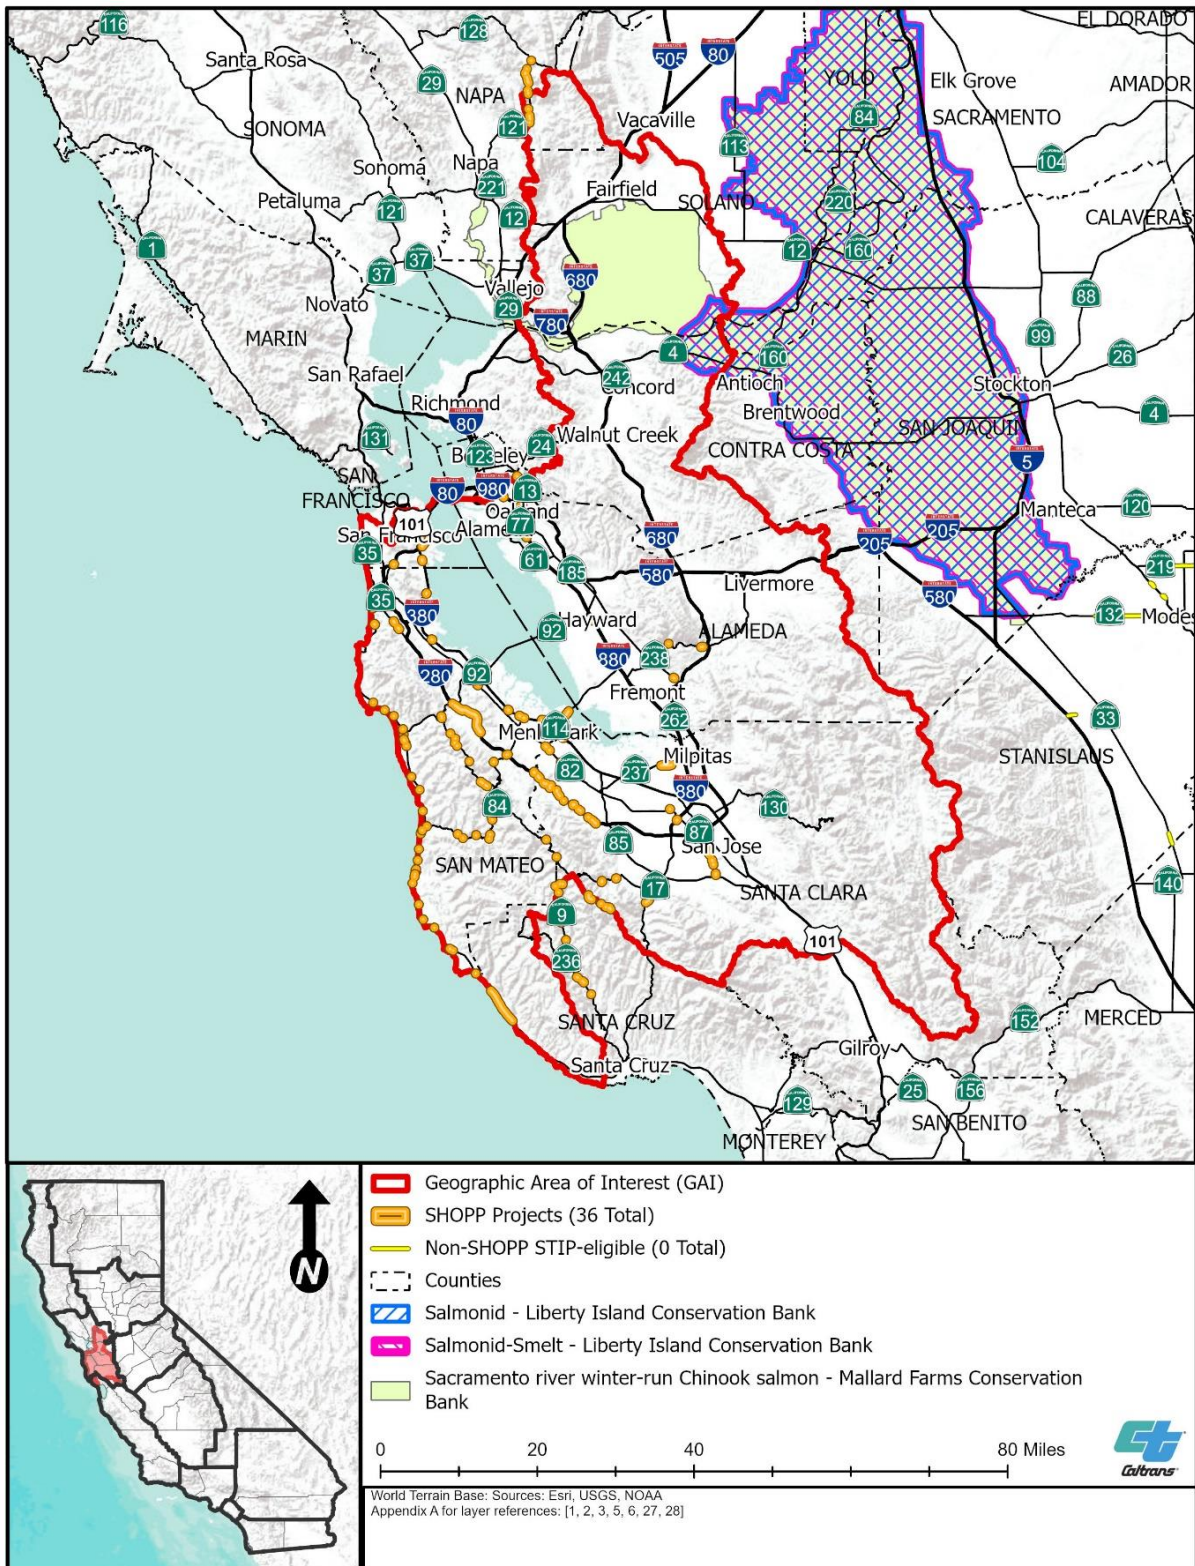 EL DORADO
116
128
505
80
Santa Rosa
29
NAPA
YOLO
Elk Grove
AMADOR
84
SONOMA
121
Vacaville
113
SACRAMENTO
104
Sonoma
Napa
221
Fairfield
SOLANO
220
Petaluma
121
12
CALAVERAS
1
37
37
12
160
680
Vallejo
29
88
Novato
780
MARIN
4
160
99
26
San Rafael
242
Concord
Antioch
Stockton
Richmond
80
Brentwood
4
131
24
Walnut Creek
SAN JOAQUIN
123
CONTRA COSTA
5
SAN FRANCISCO
80
980
13
Oakland
Manteca
120
101
77
San Francisco
35
680
205
205
61
185
580
Livermore
219
35
580
380
92
Hayward
ALAMEDA
132
280
92
880
238
Fremont
262
33
114
Milpitas
STANISLAUS
82
237
880
84
130
87
85
San Jose
SAN MATEO
17
SANTA CLARA
140
9
101
236
SANTA CRUZ
152
MERCED
Gilroy
Santa Cruz
129
25
156
SAN BENITO
MONTEREY
N
Geographic Area of Interest (GAI)
SHOPP Projects (36 Total)
Non-SHOPP STIP-eligible (0 Total)
Counties
Salmonid - Liberty Island Conservation Bank
Salmonid-Smelt - Liberty Island Conservation Bank
Sacramento river winter-run Chinook salmon - Mallard Farms Conservation
Bank
0 20 40 80 Miles
Ct
Caltrans
World Terrain Base: Sources: Esri, USGS, NOAA
Appendix A for layer references: [1, 2, 3, 5, 6, 27, 28]